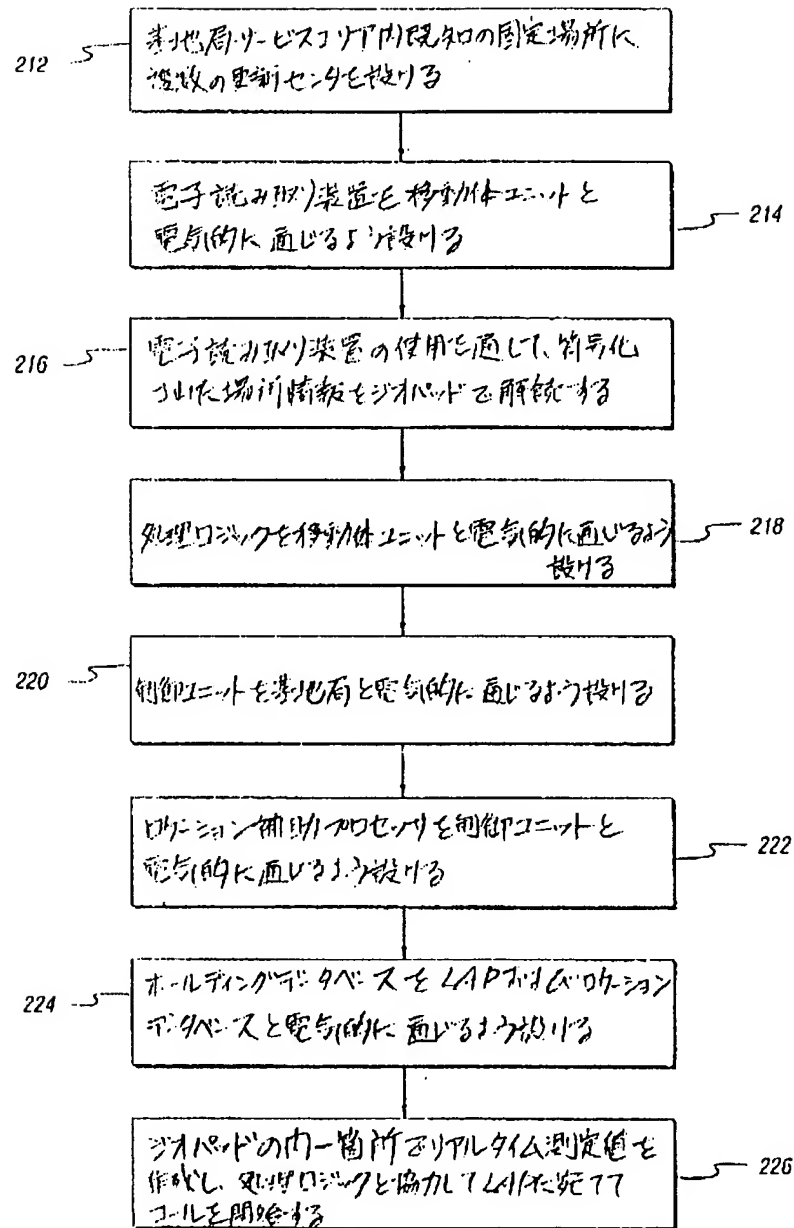 212
基地局サービスエリア内既知の固定場所に
複数の更新センタを設ける
電子読み取り装置を移動体ユニットと
電気的に通じるよう設ける
214
216
電子読み取り装置の使用を通して、符号化
された場所情報をジオパッドで解読する
処理ロジックを移動体ユニットと電気的に通じるよう
設ける
218
220
制御ユニットを基地局と電気的に通じるよう設ける
ロケーション補助プロセッサを制御ユニットと
電気的に通じるよう設ける
222
224
ホールディングデータベースをLAPおよびロケーション
データベースと電気的に通じるよう設ける
ジオパッドの内一箇所でリアルタイム測定値を
作成し、処理ロジックと協力してLAPに宛てて
コールを開始する
226